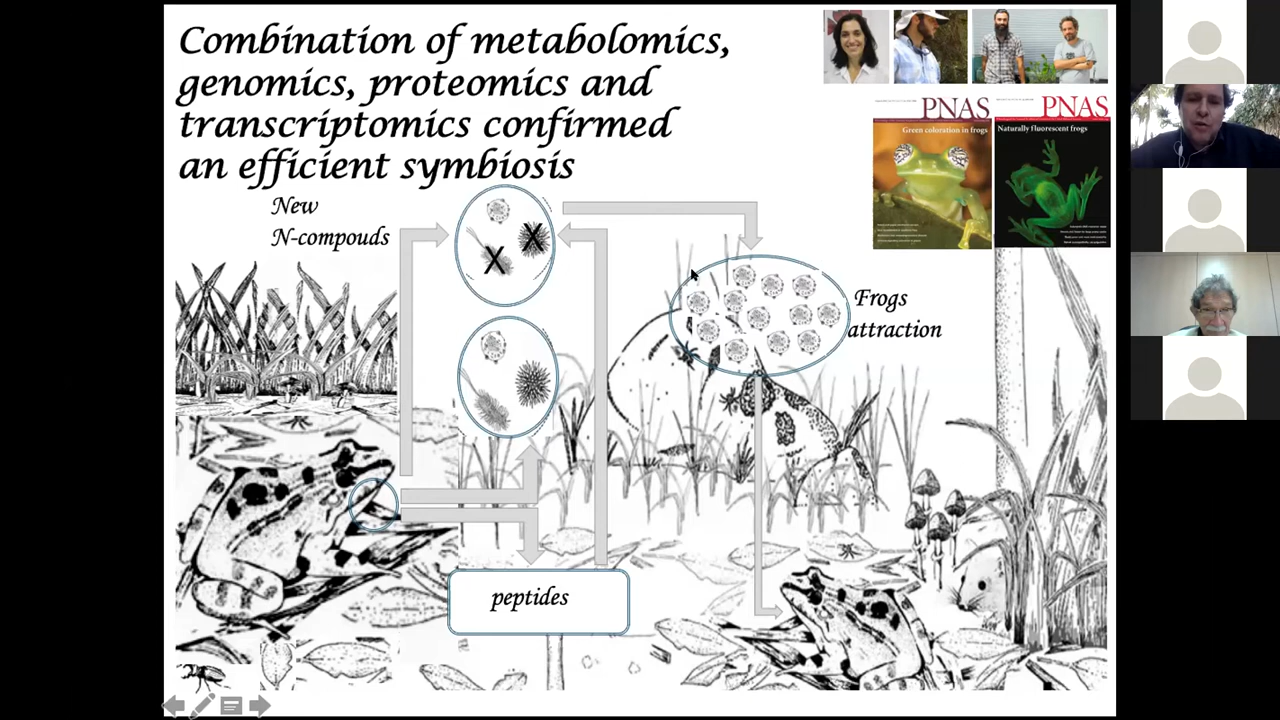 Combination of metabolomics,
genomics, proteomics and
transcriptomics confirmed
an efficient symbiosis
New
N-compouds
Frogs
attraction
peptides
PNAS
Green coloration in frogs
PNAS
Naturally fluorescent frogs